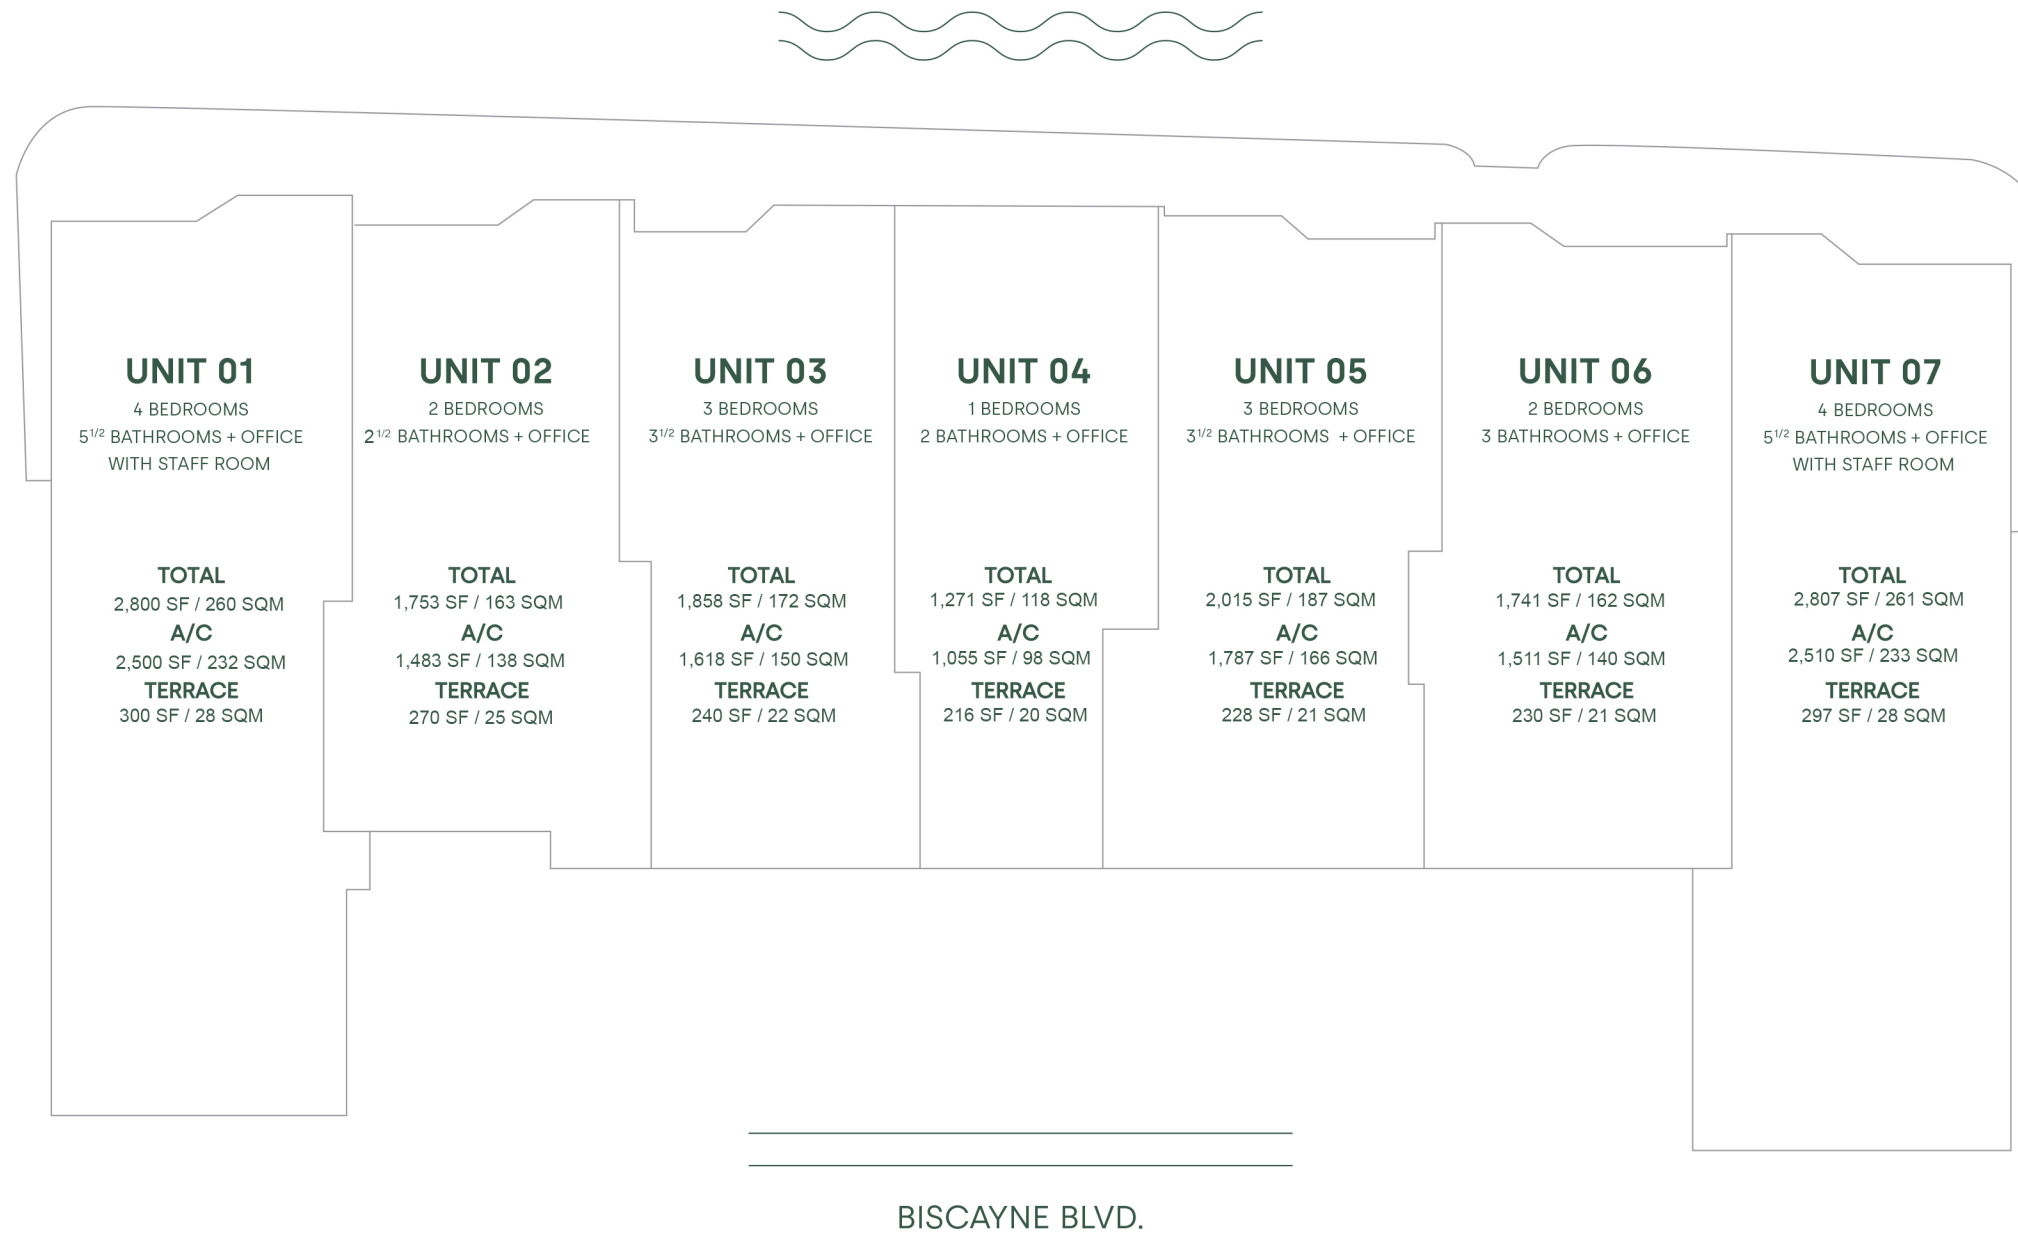 UNIT 01
4 BEDROOMS
5 1/2 BATHROOMS + OFFICE
WITH STAFF ROOM
TOTAL
2,800 SF / 260 SQM
A/C
2,500 SF / 232 SQM
TERRACE
300 SF / 28 SQM
UNIT 02
2 BEDROOMS
2 1/2 BATHROOMS + OFFICE
TOTAL
1,753 SF / 163 SQM
A/C
1,483 SF / 138 SQM
TERRACE
270 SF / 25 SQM
UNIT 03
3 BEDROOMS
3 1/2 BATHROOMS + OFFICE
TOTAL
1,858 SF / 172 SQM
A/C
1,618 SF / 150 SQM
TERRACE
240 SF / 22 SQM
UNIT 04
1 BEDROOMS
2 BATHROOMS + OFFICE
TOTAL
1,271 SF / 118 SQM
A/C
1,055 SF / 98 SQM
TERRACE
216 SF / 20 SQM
UNIT 05
3 BEDROOMS
3 1/2 BATHROOMS + OFFICE
TOTAL
2,015 SF / 187 SQM
A/C
1,787 SF / 166 SQM
TERRACE
228 SF / 21 SQM
UNIT 06
2 BEDROOMS
3 BATHROOMS + OFFICE
TOTAL
1,741 SF / 162 SQM
A/C
1,511 SF / 140 SQM
TERRACE
230 SF / 21 SQM
UNIT 07
4 BEDROOMS
5 1/2 BATHROOMS + OFFICE
WITH STAFF ROOM
TOTAL
2,807 SF / 261 SQM
A/C
2,510 SF / 233 SQM
TERRACE
297 SF / 28 SQM
BISCAYNE BLVD.